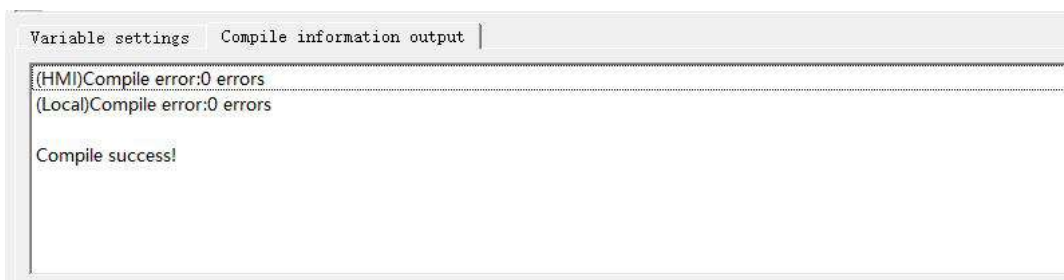 Variable settings Compile information output
(HMI)Compile error:0 errors
(Local)Compile error:0 errors
Compile success!